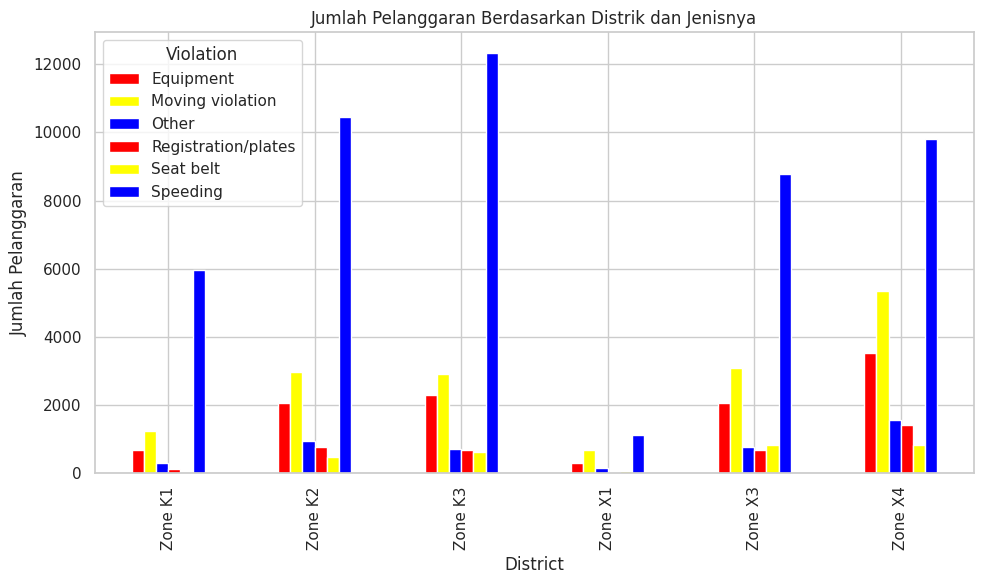 Jumlah Pelanggaran Berdasarkan Distrik dan Jenisnya
Violation
Equipment
Moving violation
Other
Registration/plates
Seat belt
Speeding
Jumlah Pelanggaran
12000
10000
8000
6000
4000
2000
0
Zone K1
Zone K2
Zone K3
Zone X1
Zone X3
Zone X4
District